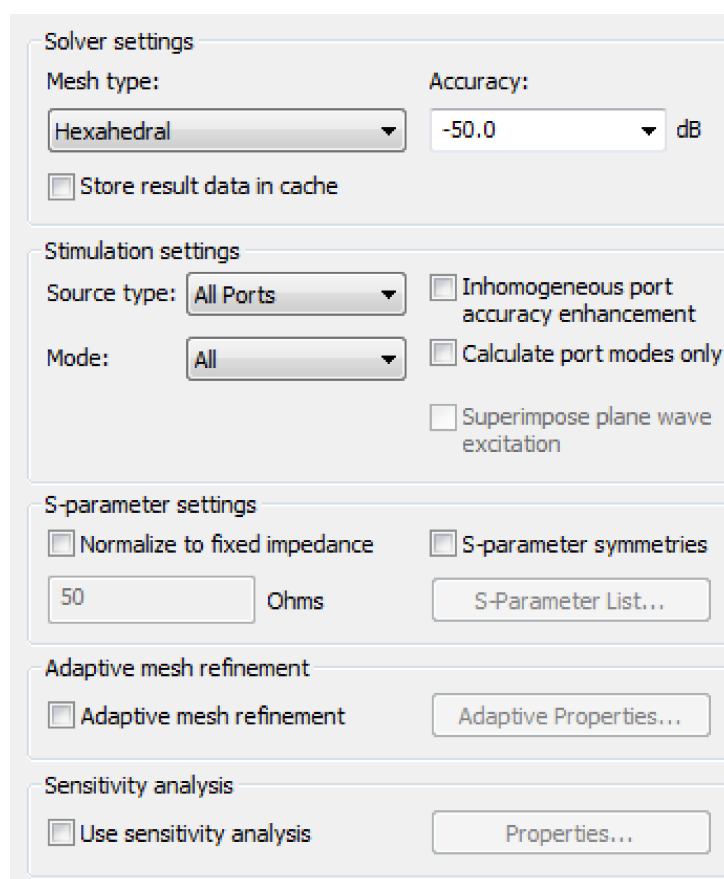 Solver settings
Mesh type:
Accuracy:
Hexahedral
-50.0
dB
Store result data in cache
Stimulation settings
Source type:
All Ports
Inhomogeneous port
accuracy enhancement
Mode:
All
Calculate port modes only
Superimpose plane wave
excitation
S-parameter settings
Normalize to fixed impedance
S-parameter symmetries
50
Ohms
S-Parameter List...
Adaptive mesh refinement
Adaptive mesh refinement
Adaptive Properties...
Sensitivity analysis
Use sensitivity analysis
Properties...